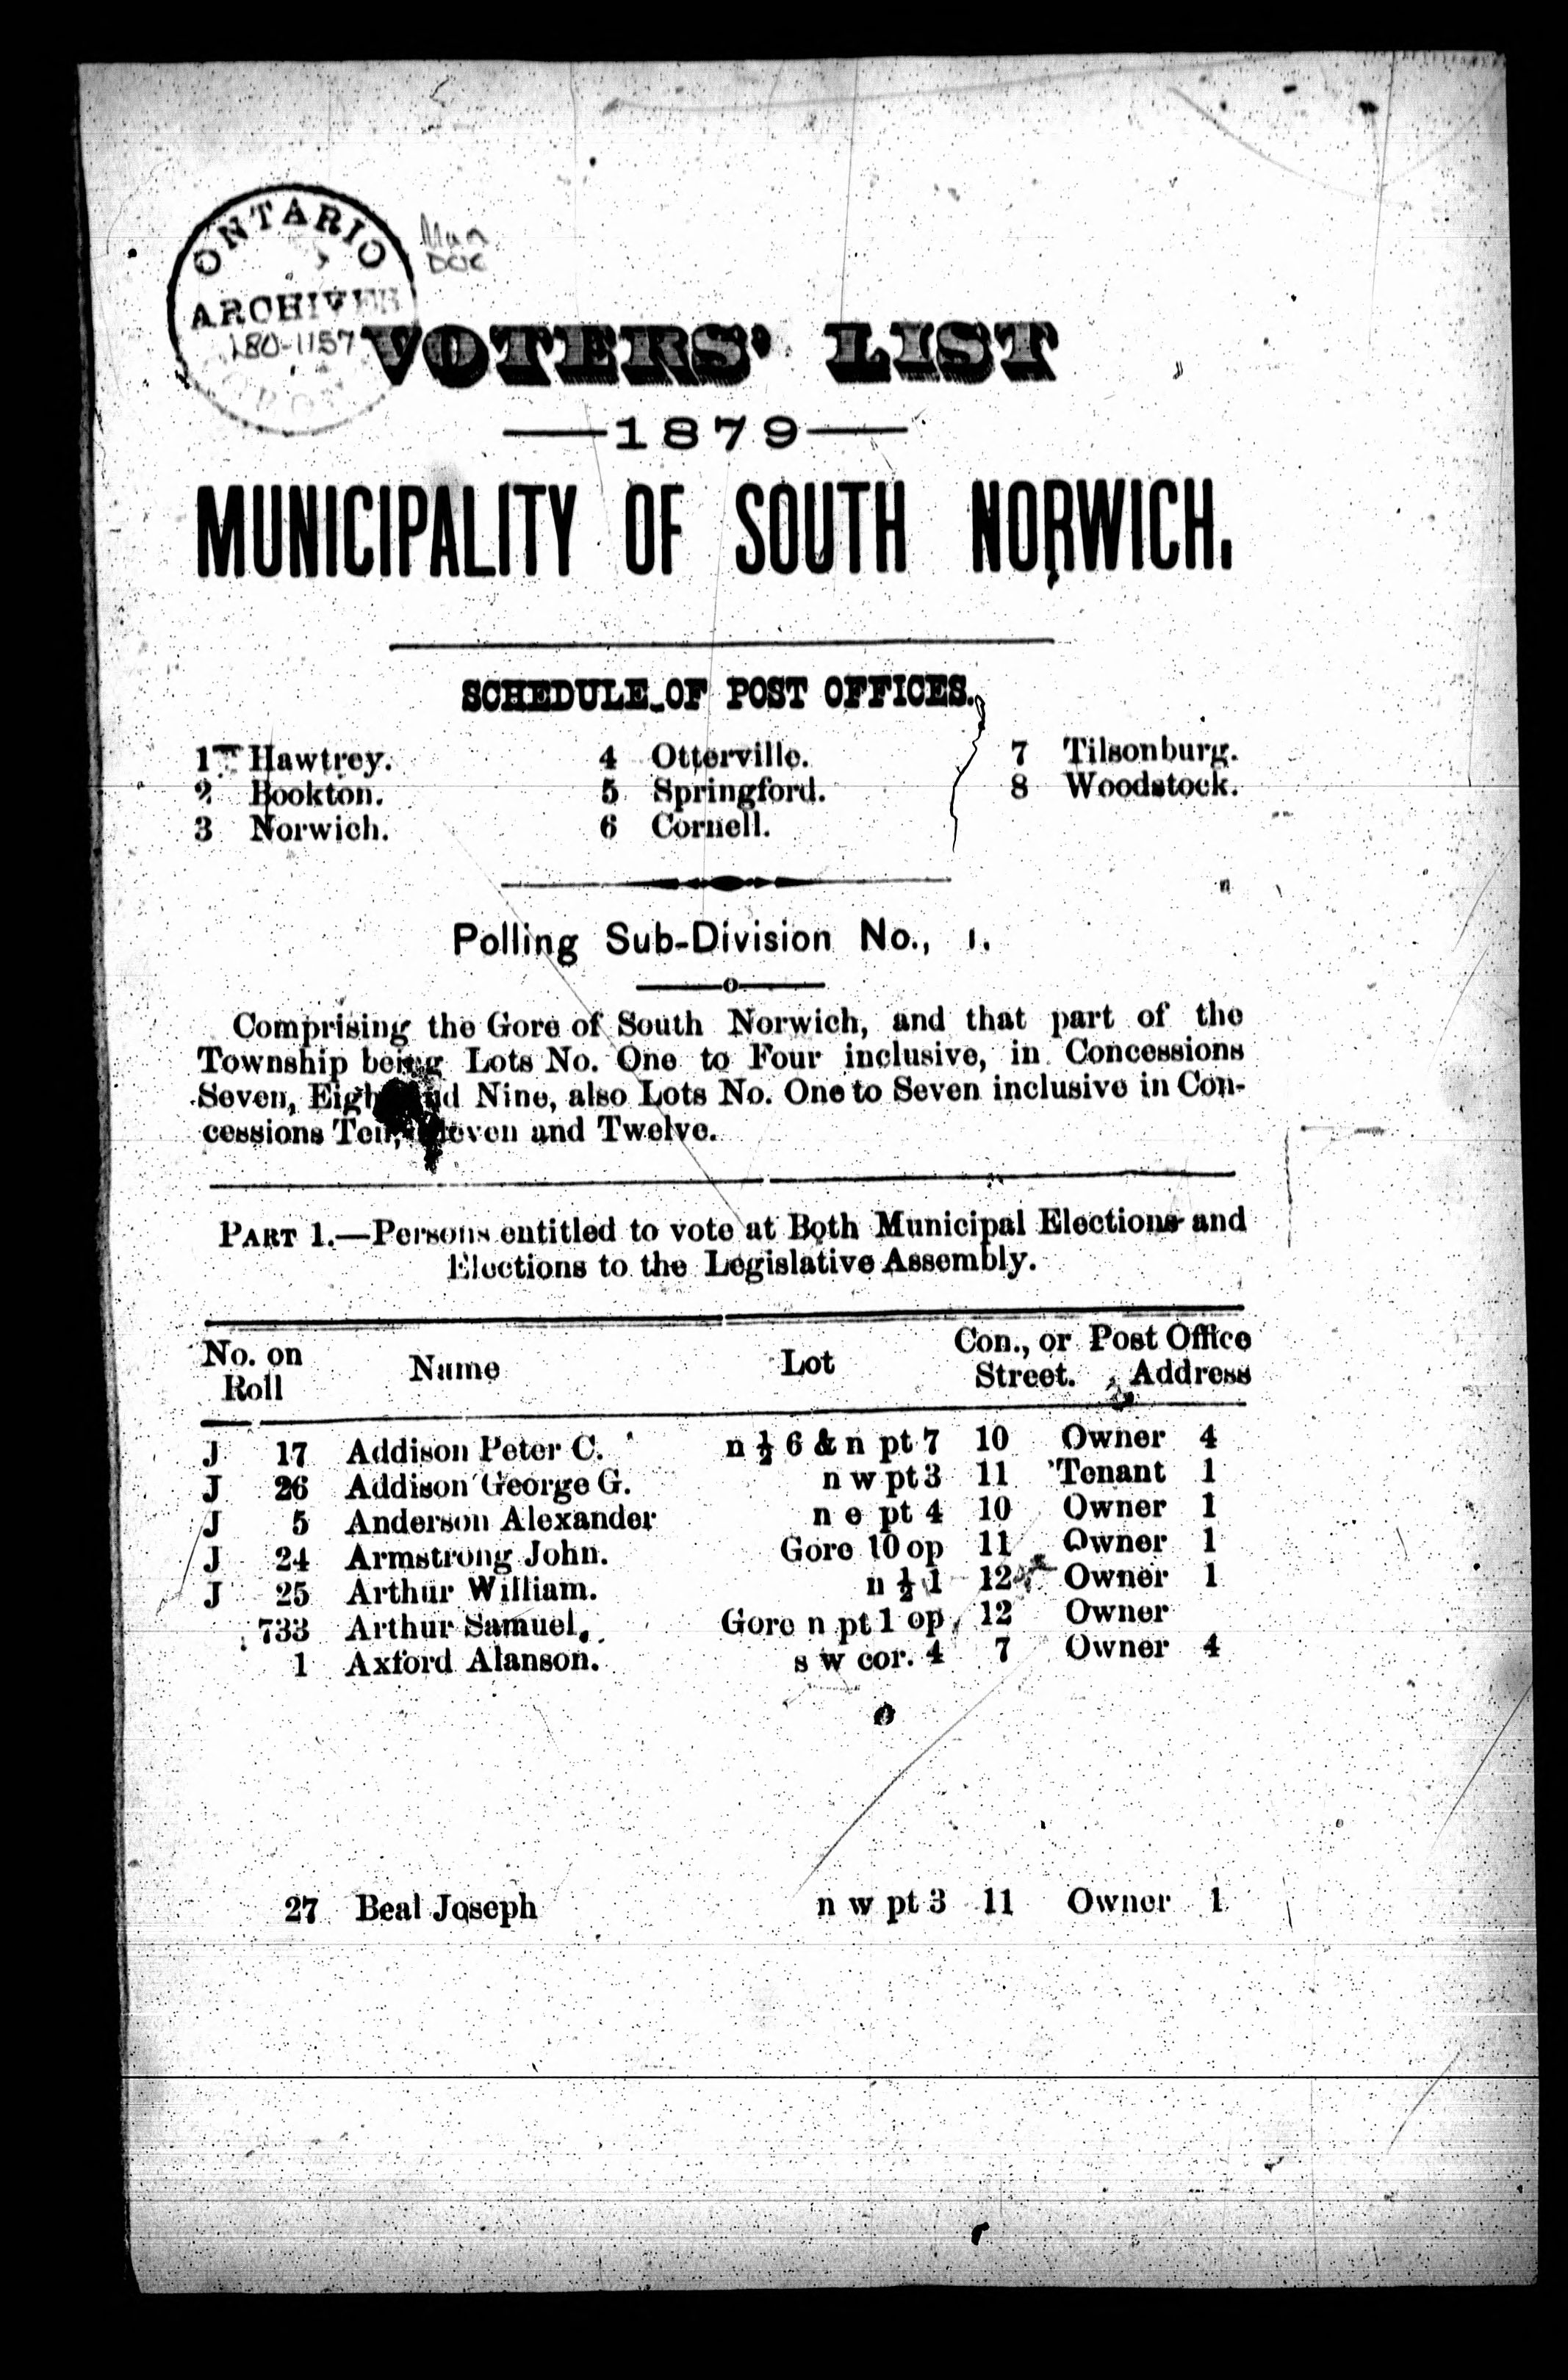 ONTARIO
ARCHIVES
Mun
Doc
VOTERS' LIST
1879
MUNICIPALITY OF SOUTH NORWICH.
SCHEDULE OF POST OFFICES.
1 Hawtrey. 4 Otterville. 7 Tilsonburg.
2 Bookton. 5 Springford. 8 Woodstock.
3 Norwich. 6 Cornell.
Polling Sub-Division No., 1.
Comprising the Gore of South Norwich, and that part of the
Township being Lots No. One to Four inclusive, in Concessions
Seven, Eight and Nine, also Lots No. One to Seven inclusive in Con-
cessions Ten, Eleven and Twelve.
PART 1.—Persons entitled to vote at Both Municipal Elections and
Elections to the Legislative Assembly.
No. on Roll Name Lot Con., or Street. Post Office Address
J 17 Addison Peter C. n ½ 6 & n pt 7 10 Owner 4
J 26 Addison George G. n w pt 3 11 Tenant 1
J 5 Anderson Alexander n e pt 4 10 Owner 1
J 24 Armstrong John. Gore 10 op 11 Owner 1
J 25 Arthur William. n ½ 1 12 Owner 1
733 Arthur Samuel. Gore n pt 1 op 12 Owner
1 Axford Alanson. s w cor. 4 7 Owner 4
27 Beal Joseph n w pt 3 11 Owner 1